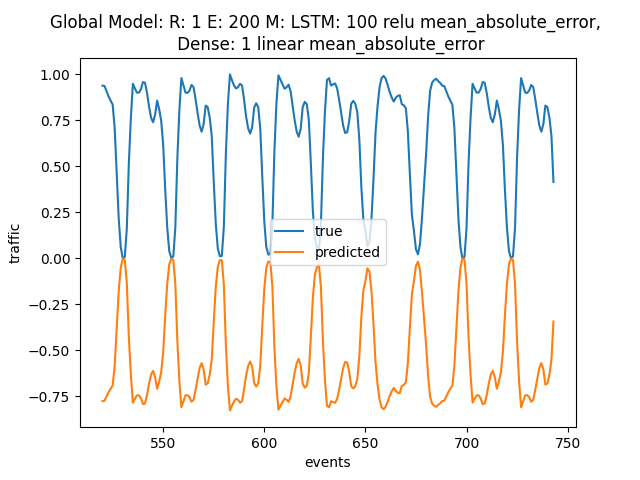 Global Model: R: 1 E: 200 M: LSTM: 100 relu mean_absolute_error,
Dense: 1 linear mean_absolute_error
1.00
0.75
0.50
0.25
0.00
−0.25
−0.50
−0.75
traffic
true
predicted
550 600 650 700 750
events